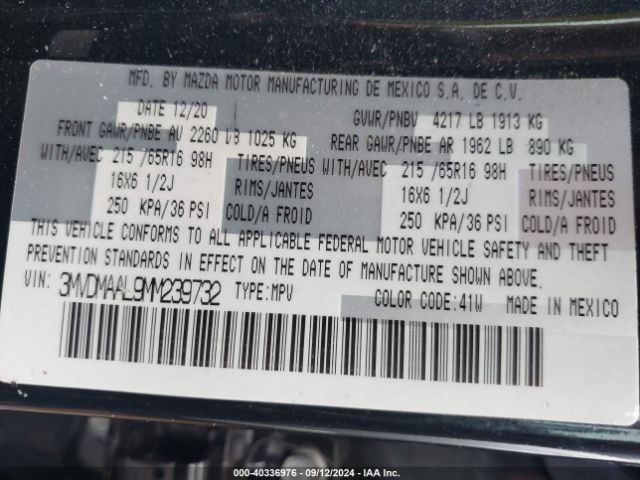 MFD. BY MAZDA MOTOR MANUFACTURING DE MEXICO S.A. DE C.V.
DATE 12/20 GVWR/PNBV 4217 LB 1913 KG
FRONT GAWR/PNBE AV 2260 LB 1025 KG REAR GAWR/PNBE AR 1962 LB 890 KG
WITH/AVEC 215 /65R16 98H TIRES/PNEUS WITH/AVEC 215 /65R16 98H TIRES/PNEUS
16X6 1/2J RIMS/JANTES 16X6 1/2J RIMS/JANTES
250 KPA/36 PSI COLD/A FROID 250 KPA/36 PSI COLD/A FROID
THIS VEHICLE CONFORMS TO ALL APPLICABLE FEDERAL MOTOR VEHICLE SAFETY AND THEFT
PREVENTION STANDARDS IN EFFECT ON THE DATE OF MANUFACTURE SHOWN ABOVE.
VIN: 3MVDMAAL9MM239732 TYPE:MPV COLOR CODE:41W MADE IN MEXICO
000-40336976 - 09/12/2024 - IAA Inc.